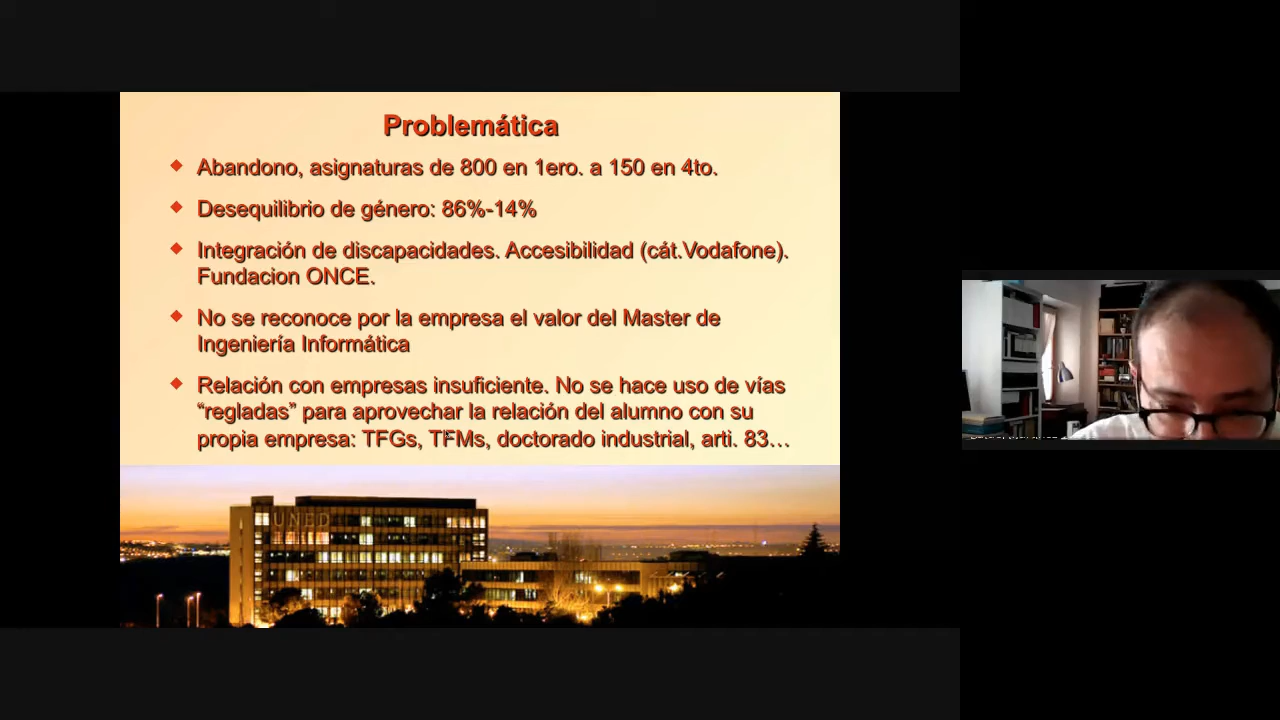 Problemática
Abandono, asignaturas de 800 en 1ero. a 150 en 4to.
Desequilibrio de género: 86%-14%
Integración de discapacidades. Accesibilidad (cát.Vodafone).
Fundacion ONCE.
No se reconoce por la empresa el valor del Master de
Ingeniería Informática
Relación con empresas insuficiente. No se hace uso de vías
“regladas” para aprovechar la relación del alumno con su
propia empresa: TFGs, TFMs, doctorado industrial, arti. 83…
UNED